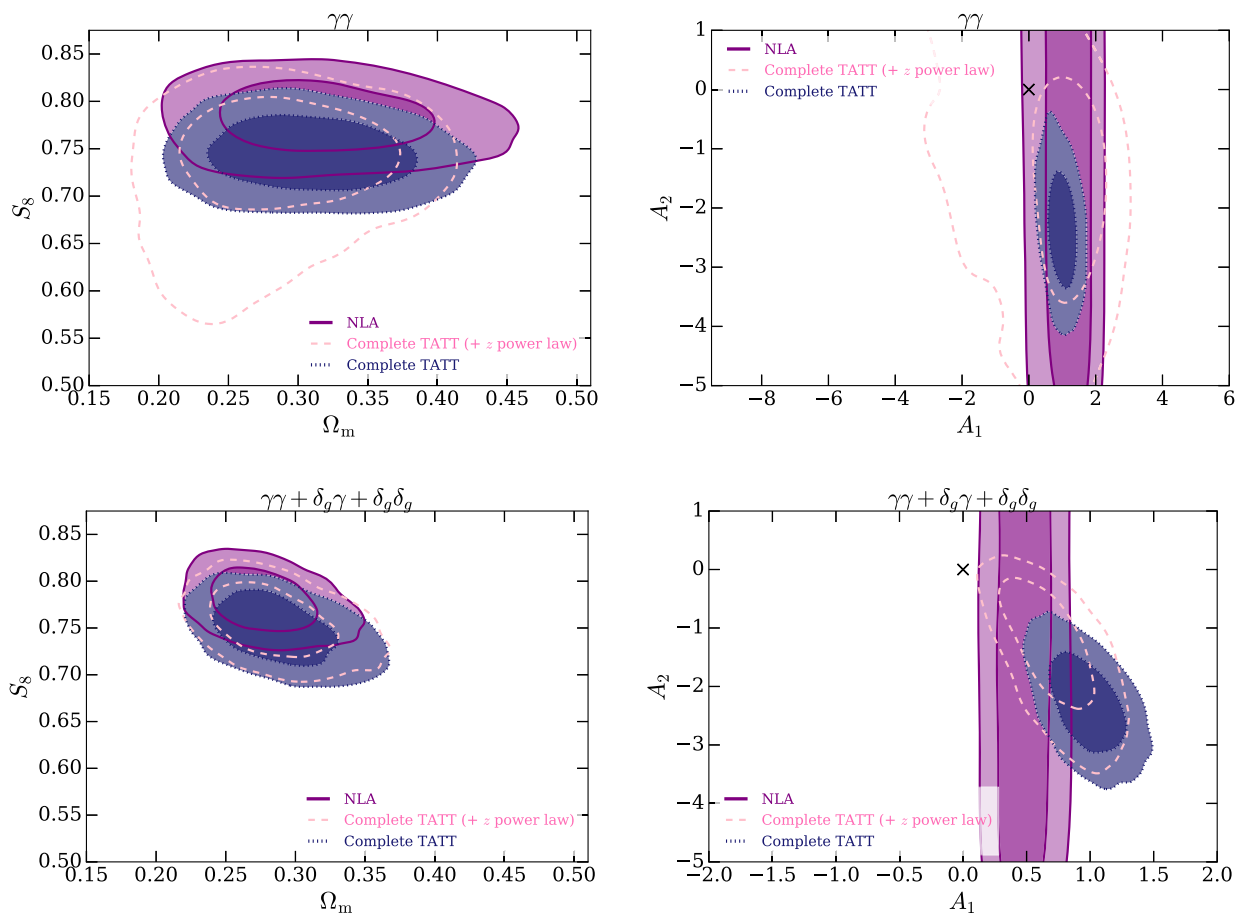 γγ
0.85
0.80
0.75
0.70
0.65
0.60
0.55
0.50
S₈
0.15 0.20 0.25 0.30 0.35 0.40 0.45 0.50
Ωm
NLA
Complete TATT (+ z power law)
Complete TATT
γγ
1
0
−1
−2
−3
−4
−5
A₂
−8 −6 −4 −2 0 2 4 6
A₁
NLA
Complete TATT (+ z power law)
Complete TATT
γγ + δgγ + δgδg
0.85
0.80
0.75
0.70
0.65
0.60
0.55
0.50
S₈
0.15 0.20 0.25 0.30 0.35 0.40 0.45 0.50
Ωm
NLA
Complete TATT (+ z power law)
Complete TATT
γγ + δgγ + δgδg
1
0
−1
−2
−3
−4
−5
A₂
−2.0 −1.5 −1.0 −0.5 0.0 0.5 1.0 1.5 2.0
A₁
NLA
Complete TATT (+ z power law)
Complete TATT